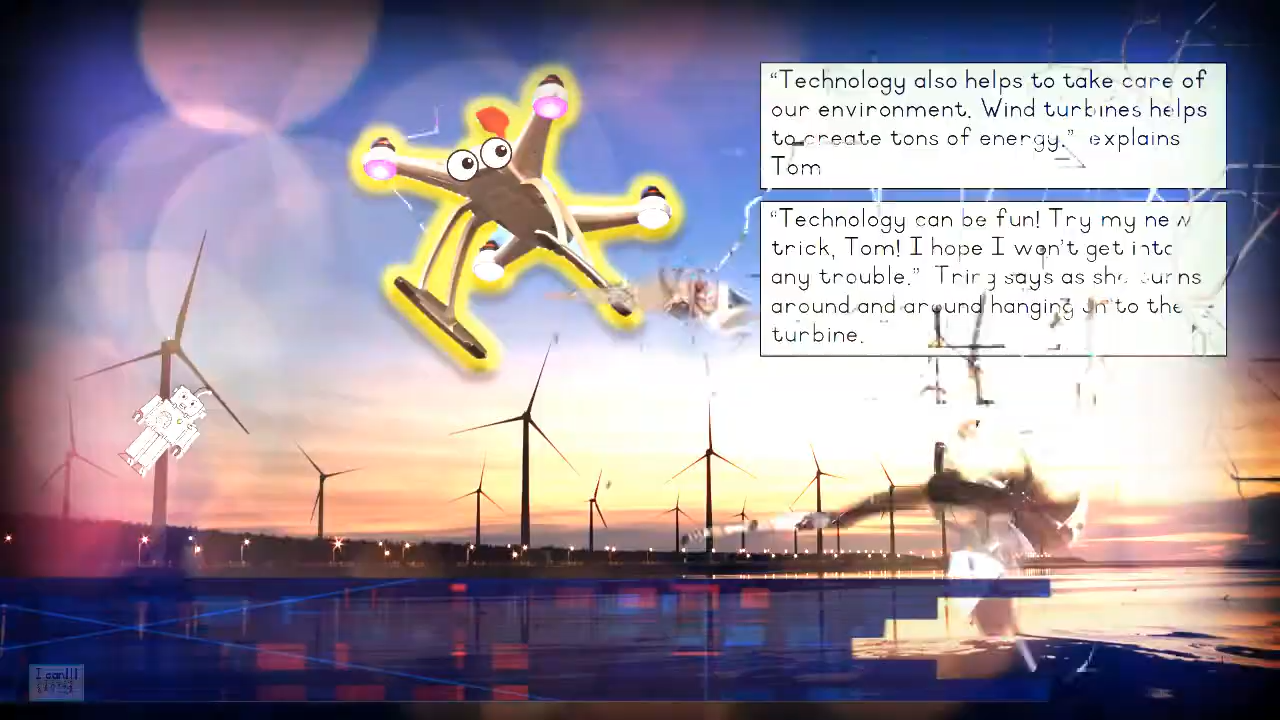 “Technology also helps to take care of
our environment. Wind turbines helps
to create tons of energy.” explains
Tom
“Technology can be fun! Try my new
trick, Tom! I hope I won't get into
any trouble.” Tring says as she turns
around and around hanging on to the
turbine.
I can!!!